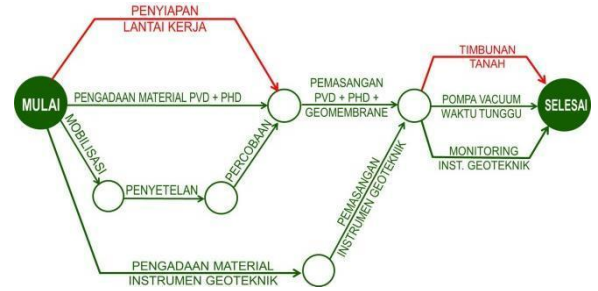 PENYIAPAN
LANTAI KERJA
TIMBUNAN
TANAH
MULAI
PENGADAAN MATERIAL PVD + PHD
PEMASANGAN
PVD + PHD +
GEOMEMBRANE
POMPA VACUUM
WAKTU TUNGGU
SELESAI
MOBILISASI
PENYETELAN
PERCOBAAN
MONITORING
INST. GEOTEKNIK
PEMASANGAN
INSTRUMEN GEOTEKNIK
PENGADAAN MATERIAL
INSTRUMEN GEOTEKNIK